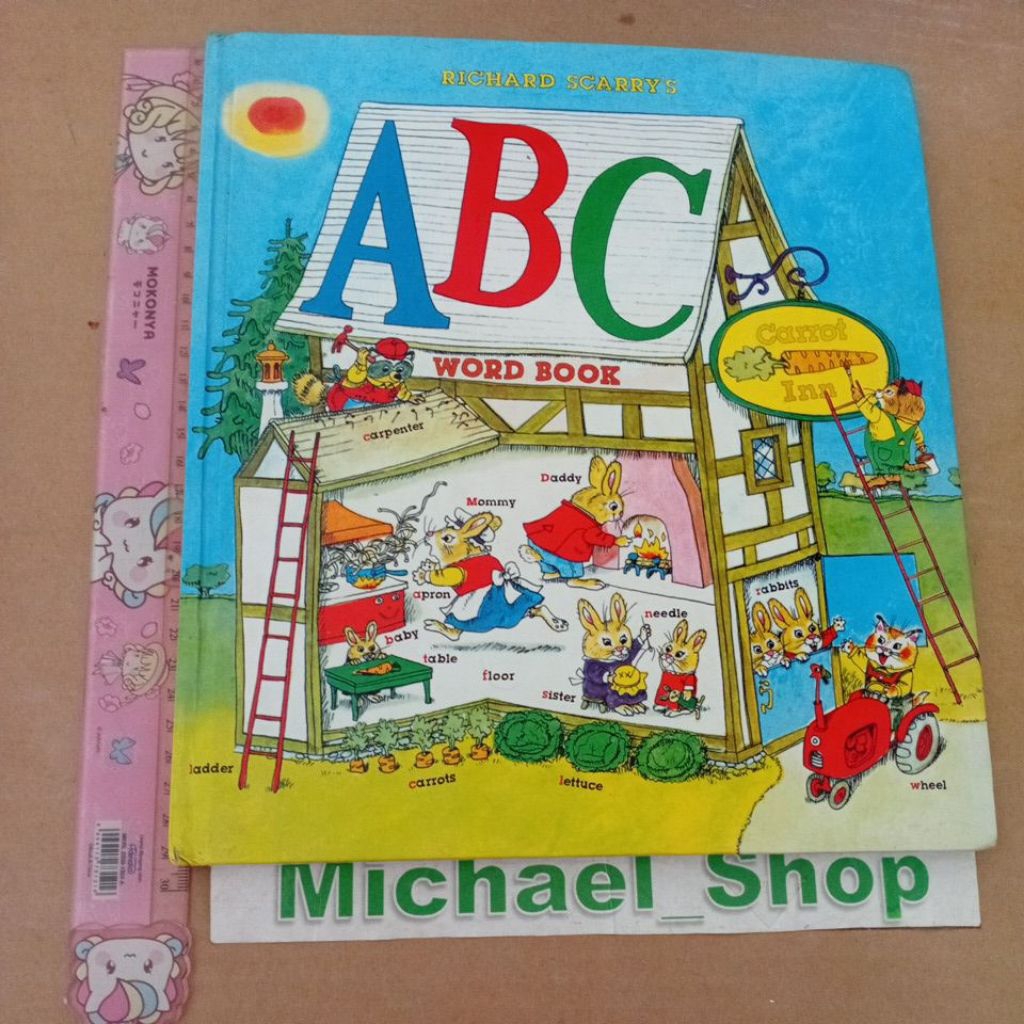 RICHARD SCARRY'S
ABC
WORD BOOK
Carrot
Inn
carpenter
Daddy
Mommy
apron
baby
table
floor
needle
sister
rabbits
ladder
carrots
lettuce
wheel
MOKONYA
Michael_Shop